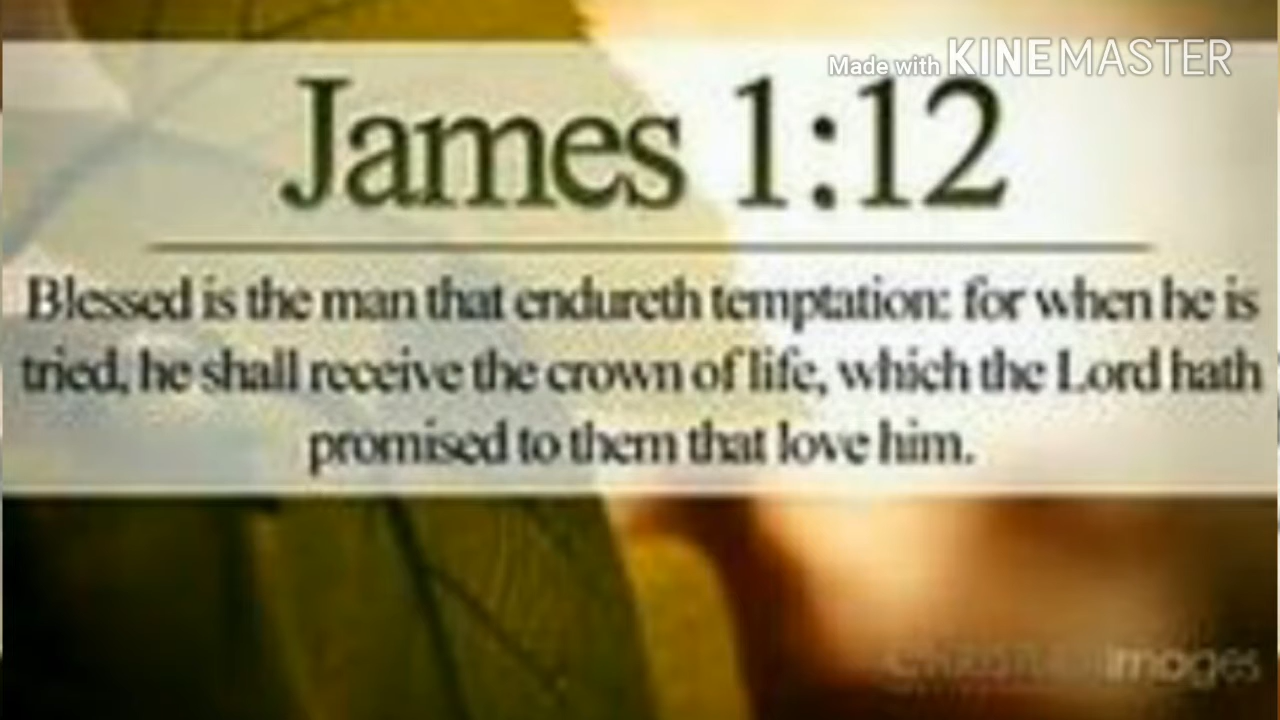 Made with KINEMASTER
James 1:12
Blessed is the man that endureth temptation: for when he is
tried, he shall receive the crown of life, which the Lord hath
promised to them that love him.
images